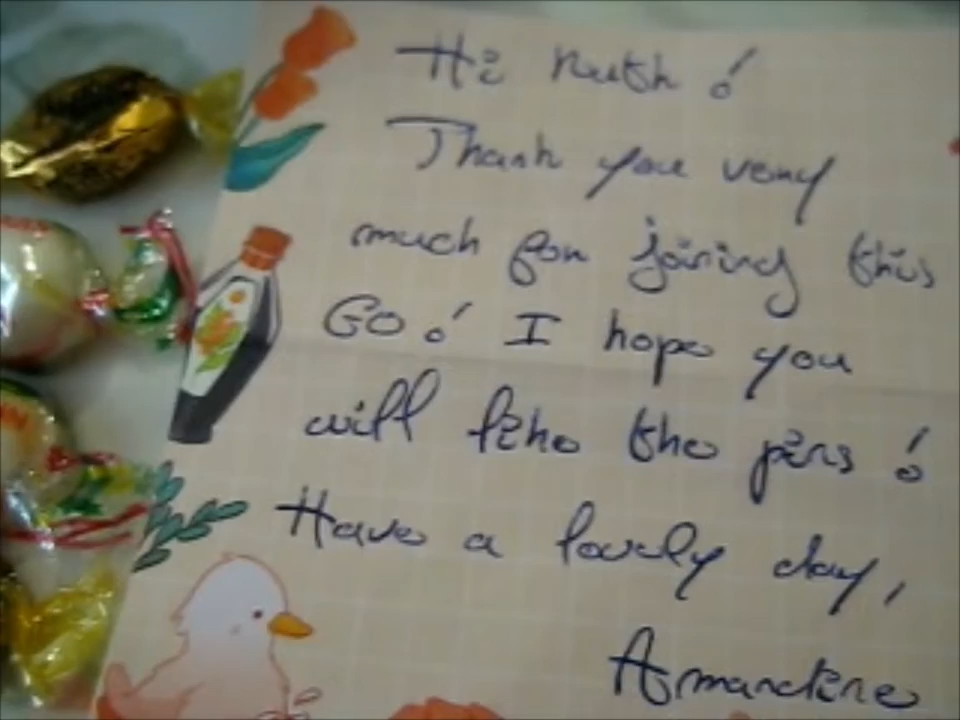 Hi Ruth !
Thank you very
much for joining this
GO ! I hope you
will like the pins !
Have a lovely day,
Amandine